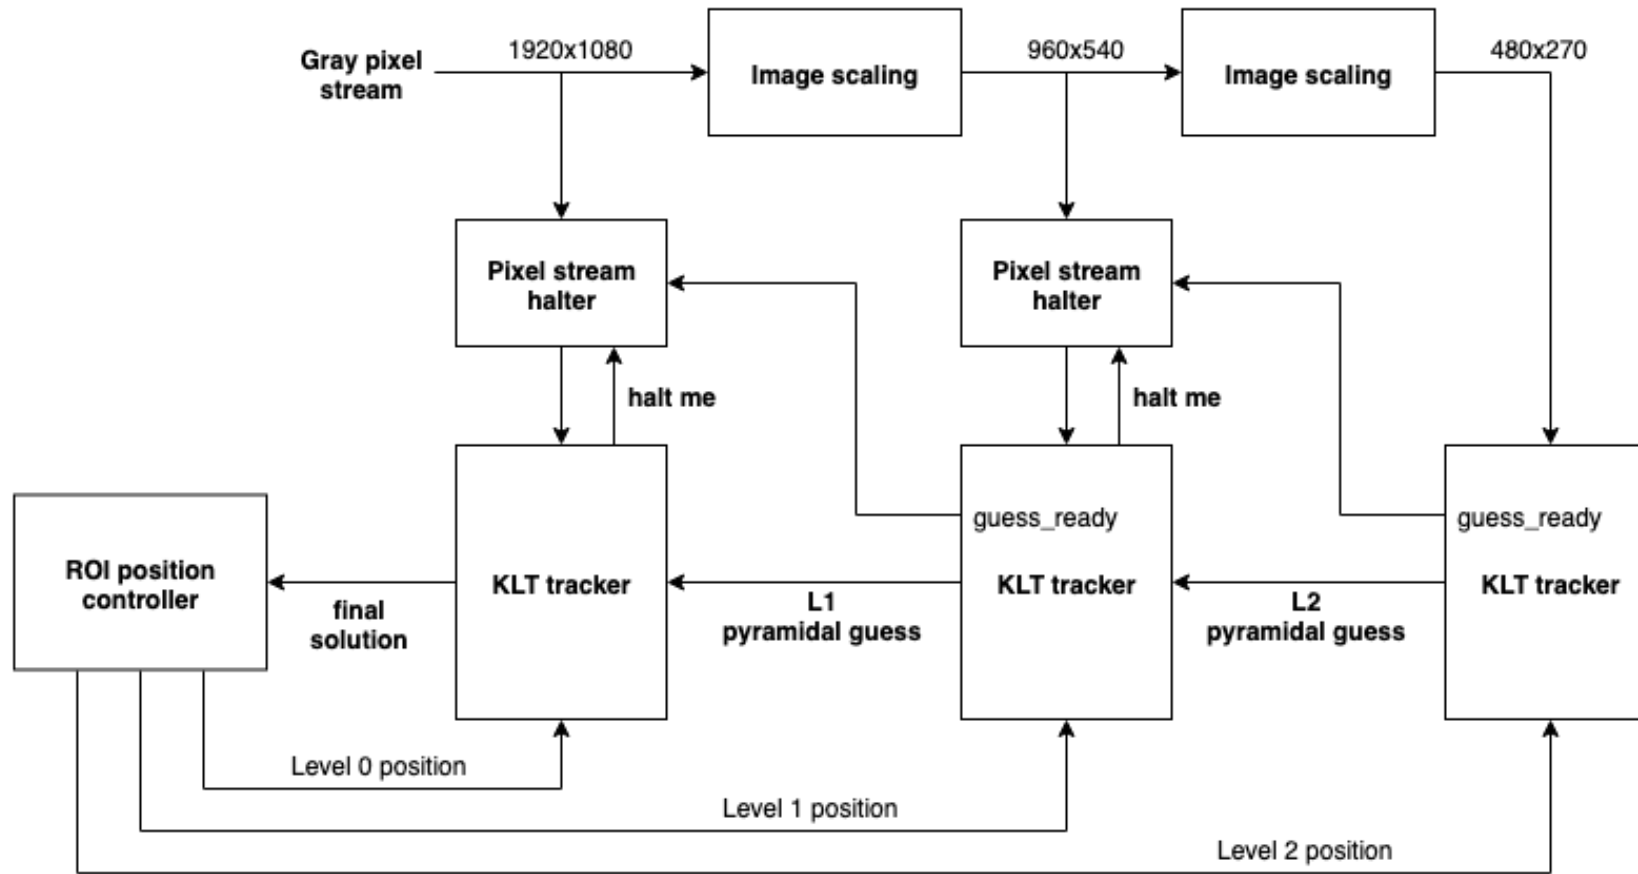 Gray pixel
stream
1920x1080
Image scaling
960x540
Image scaling
480x270
Pixel stream
halter
Pixel stream
halter
halt me
halt me
guess_ready
guess_ready
ROI position
controller
final
solution
KLT tracker
L1
pyramidal guess
KLT tracker
L2
pyramidal guess
KLT tracker
Level 0 position
Level 1 position
Level 2 position